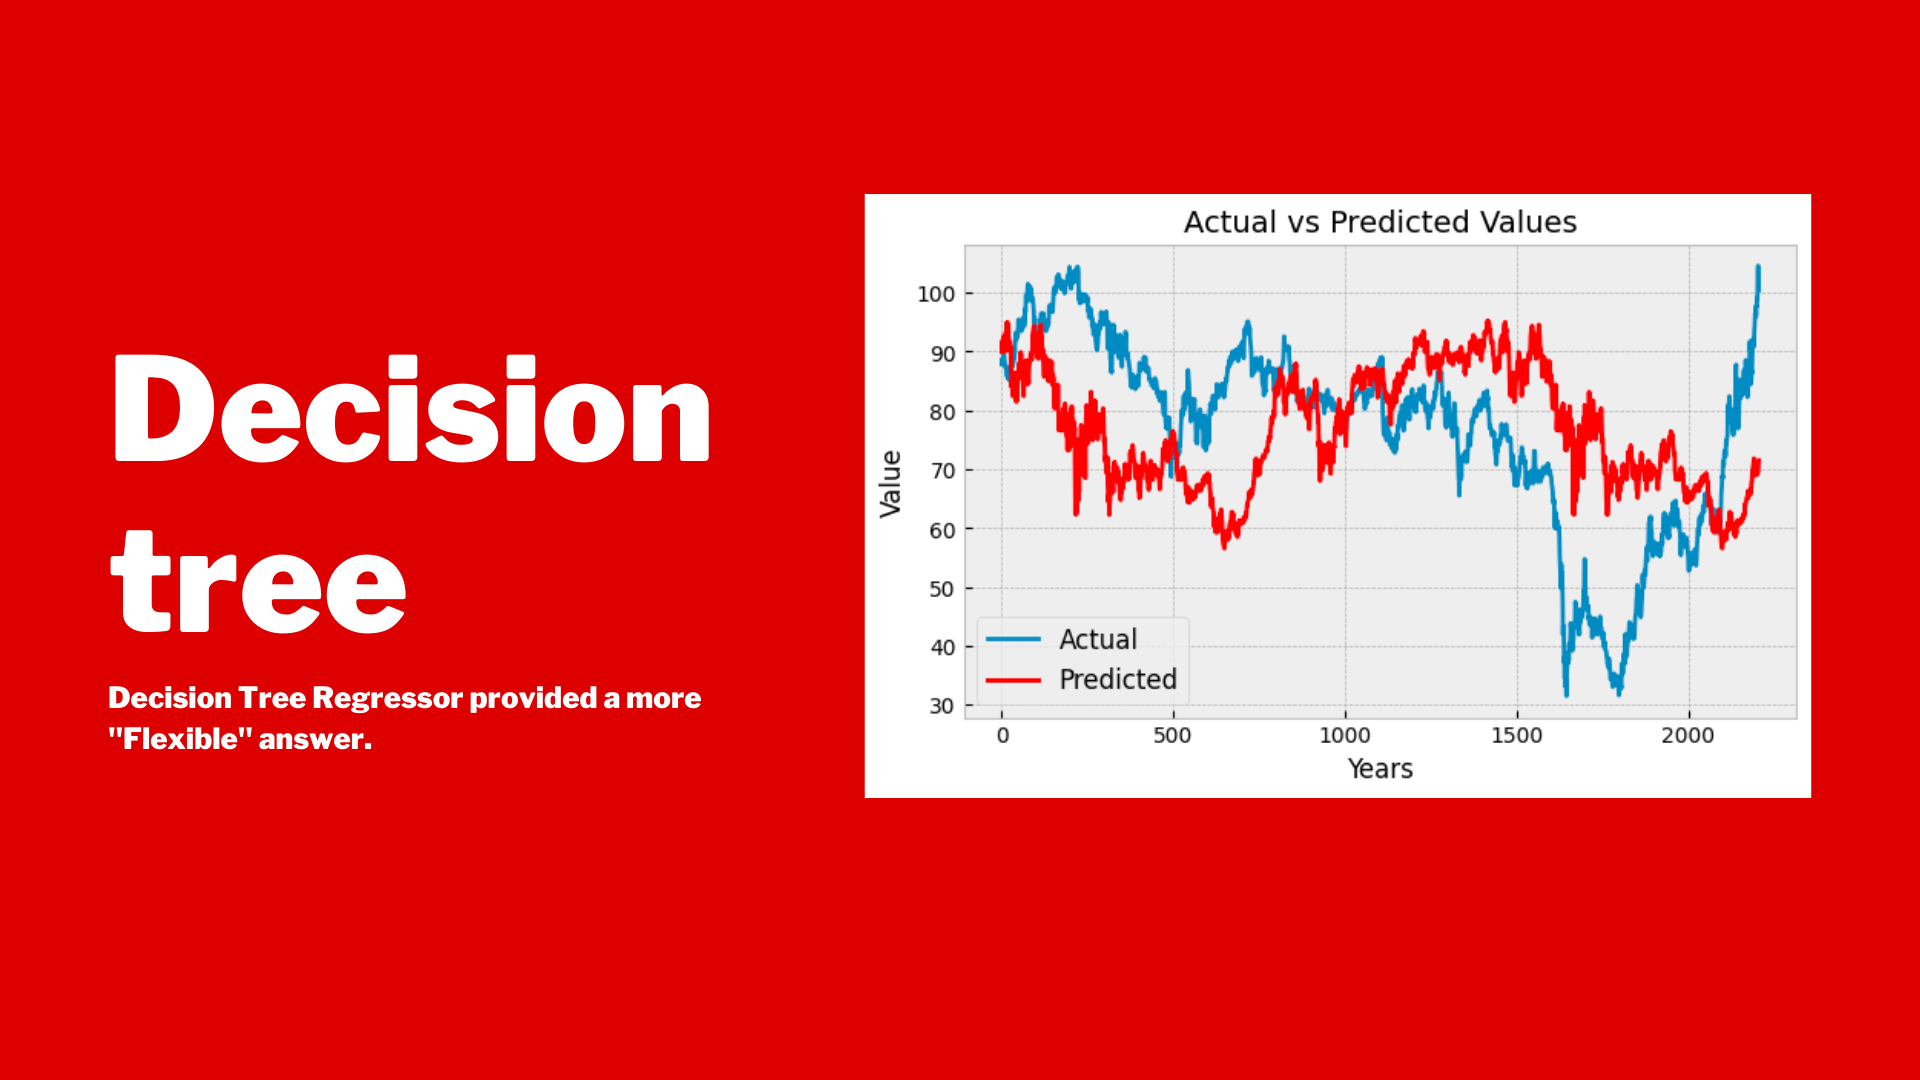 Decision
tree
Decision Tree Regressor provided a more
"Flexible" answer.
Actual vs Predicted Values
Value
100
90
80
70
60
50
40
30
Actual
Predicted
0 500 1000 1500 2000
Years